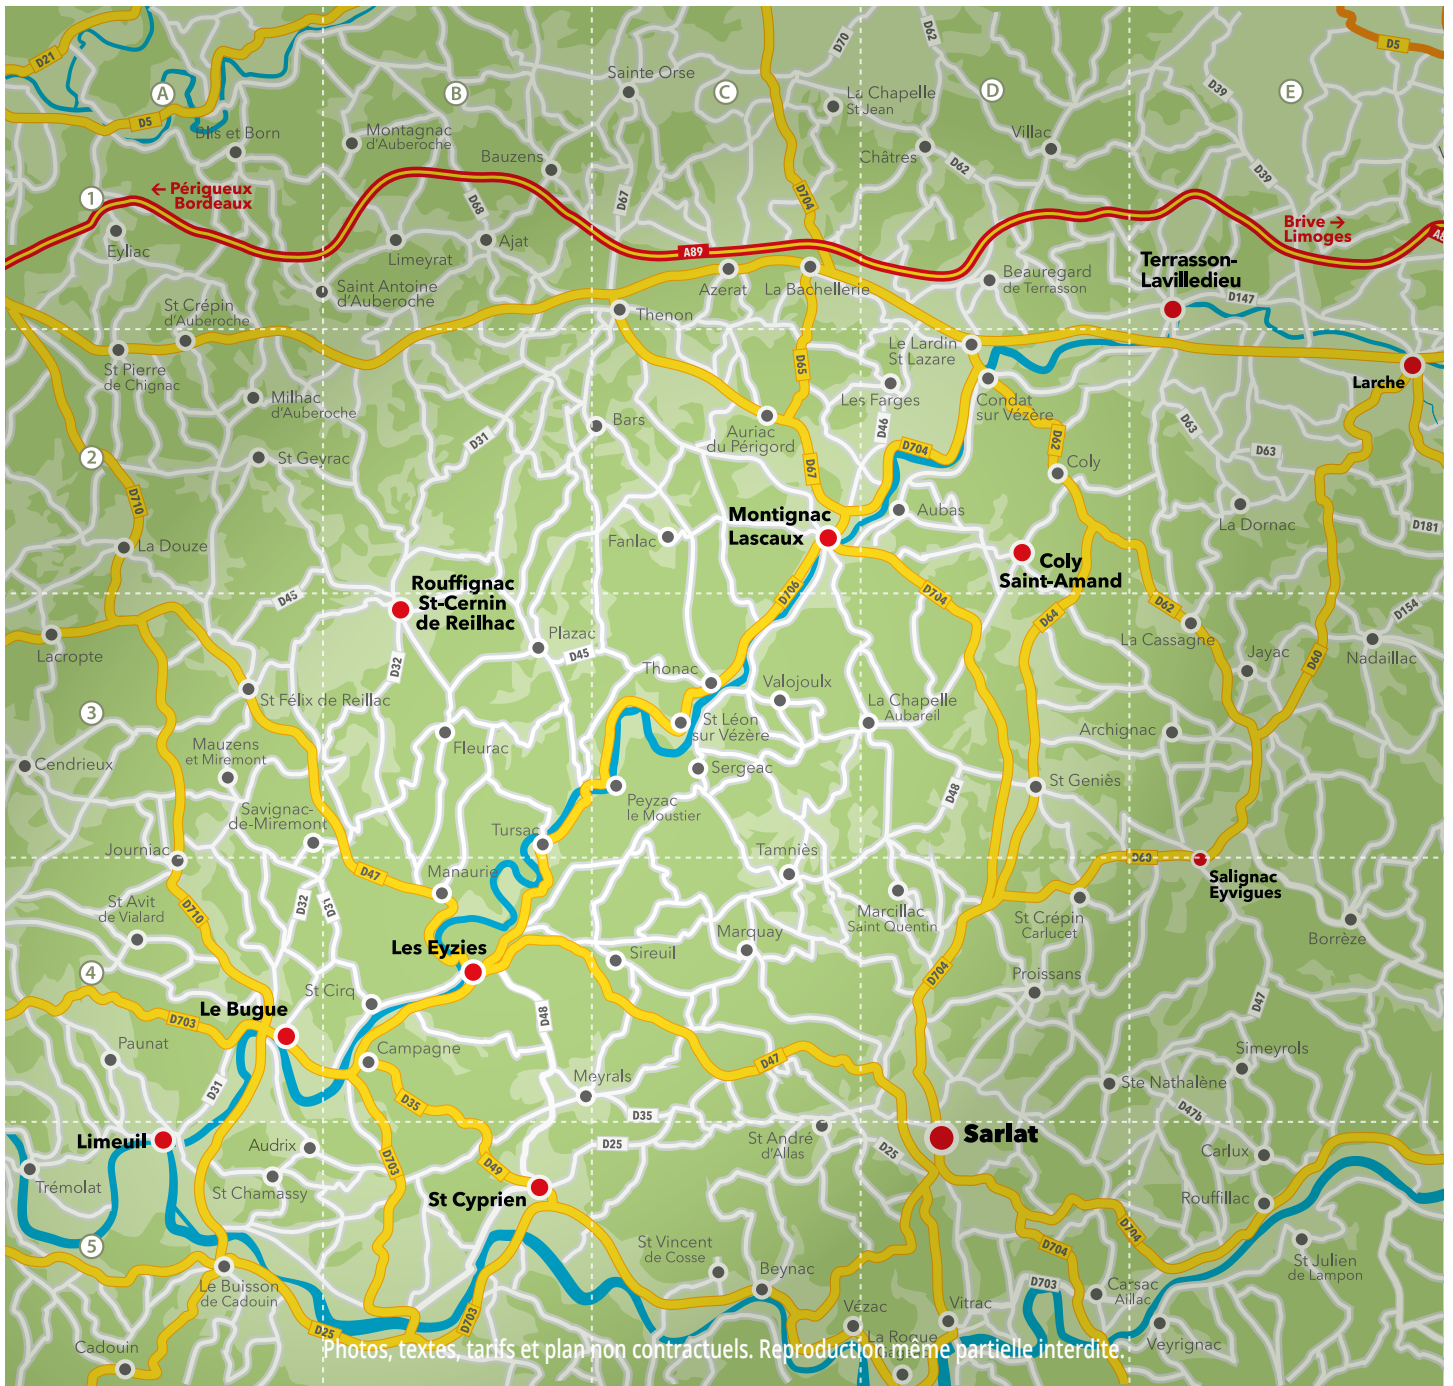 D21
A
D5
Blis et Born
B
Montagnac
d'Auberoche
Bauzens
Sainte Orse
C
D70
D62
La Chapelle
St Jean
D
Châtres
D62
Villac
D39
E
D5
D39
1
← Périgueux
Bordeaux
Eyliac
D68
Limeyrat
Ajat
D67
A89
D704
Brive →
Limoges
Terrasson-
Lavilledieu
D147
Saint Antoine
d'Auberoche
Azerat
La Bachellerie
Beauregard
de Terrasson
St Crépin
d'Auberoche
Thenon
St Pierre
de Chignac
Le Lardin
St Lazare
Larche
D65
Les Farges
Condat
sur Vézère
Milhac
d'Auberoche
Bars
Auriac
du Périgord
D46
D704
D62
D63
D63
2
St Geyrac
D31
D67
Coly
D710
Montignac
Lascaux
Aubas
La Dornac
D181
La Douze
Fanlac
Coly
Saint-Amand
Rouffignac
St-Cernin
de Reilhac
D45
D706
D704
D64
D62
D154
Lacropte
Plazac
D45
D32
La Cassagne
Jayac
D60
Nadaillac
Thonac
Valojoulx
La Chapelle
Aubareil
St Félix de Reillac
3
St Léon
sur Vézère
Archignac
Mauzens
et Miremont
Fleurac
Cendrieux
Sergeac
St Geniès
D48
Savignac-
de-Miremont
Peyzac
le Moustier
Tursac
Journiac
Tamniès
D60
Salignac
Eyvigues
D47
Manaurie
St Avit
de Vialard
D710
D32
D31
Marcillac
Saint Quentin
St Crépin
Carlucet
Borrèze
Les Eyzies
Sireuil
Marquay
4
D704
Proissans
St Cirq
Le Bugue
D703
D48
D47
Paunat
Campagne
D47
Simeyrols
Meyrals
Ste Nathalène
D31
D35
D35
D47b
Limeuil
Audrix
D25
St André
d'Allas
D25
Sarlat
Carlux
Trémolat
D703
D49
St Chamassy
St Cyprien
Rouffillac
D704
5
St Vincent
de Cosse
D704
St Julien
de Lampon
Le Buisson
de Cadouin
Beynac
D703
Carsac
Aillac
D25
D703
Vézac
Vitrac
Veyrignac
Cadouin
La Roque
Photos, textes, tarifs et plan non contractuels. Reproduction même partielle interdite.